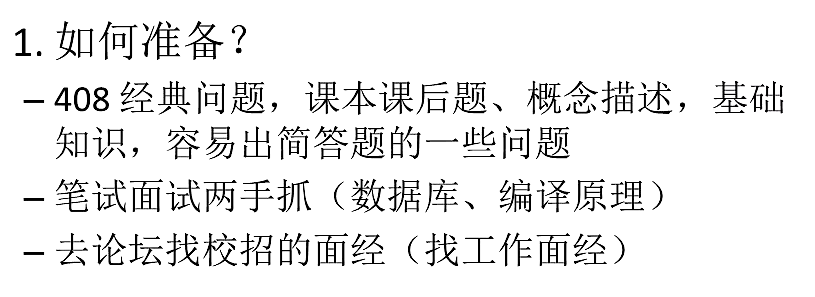 1. 如何准备？
– 408 经典问题，课本课后题、概念描述，基础
知识，容易出简答题的一些问题
– 笔试面试两手抓（数据库、编译原理）
– 去论坛找校招的面经（找工作面经）